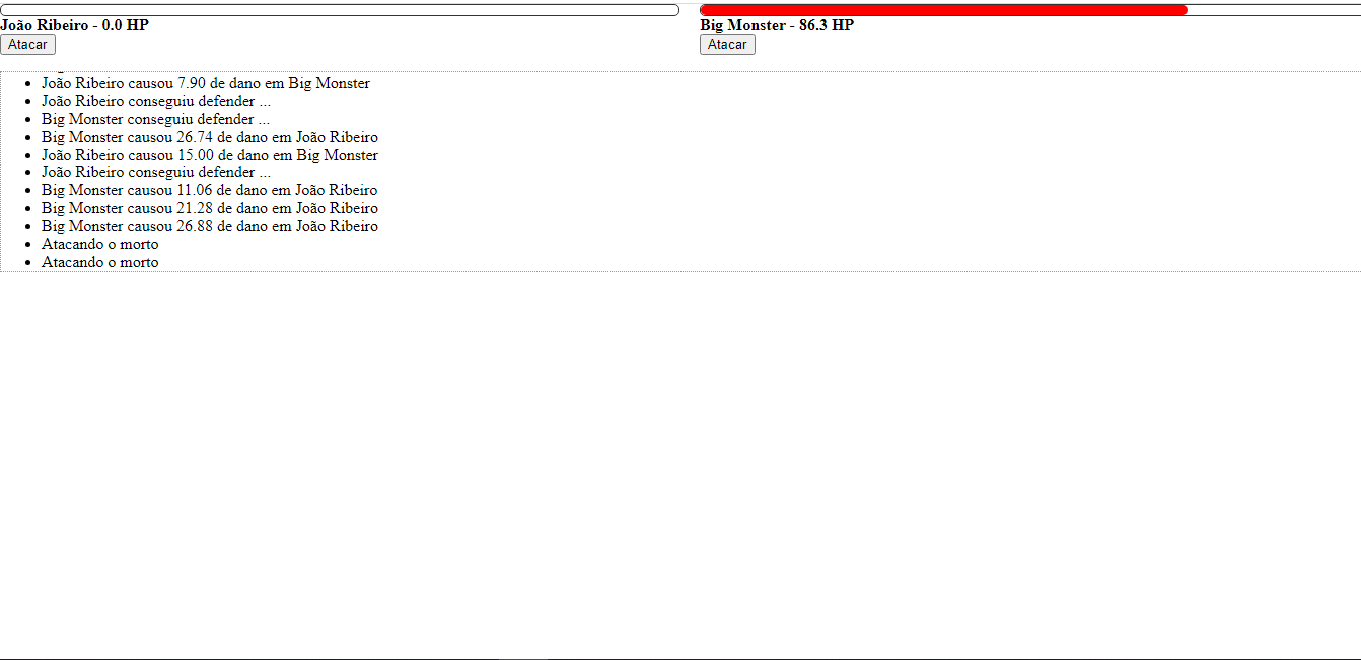 João Ribeiro - 0.0 HP
Atacar
Big Monster - 86.3 HP
Atacar
João Ribeiro causou 7.90 de dano em Big Monster
João Ribeiro conseguiu defender ...
Big Monster conseguiu defender ...
Big Monster causou 26.74 de dano em João Ribeiro
João Ribeiro causou 15.00 de dano em Big Monster
João Ribeiro conseguiu defender ...
Big Monster causou 11.06 de dano em João Ribeiro
Big Monster causou 21.28 de dano em João Ribeiro
Big Monster causou 26.88 de dano em João Ribeiro
Atacando o morto
Atacando o morto